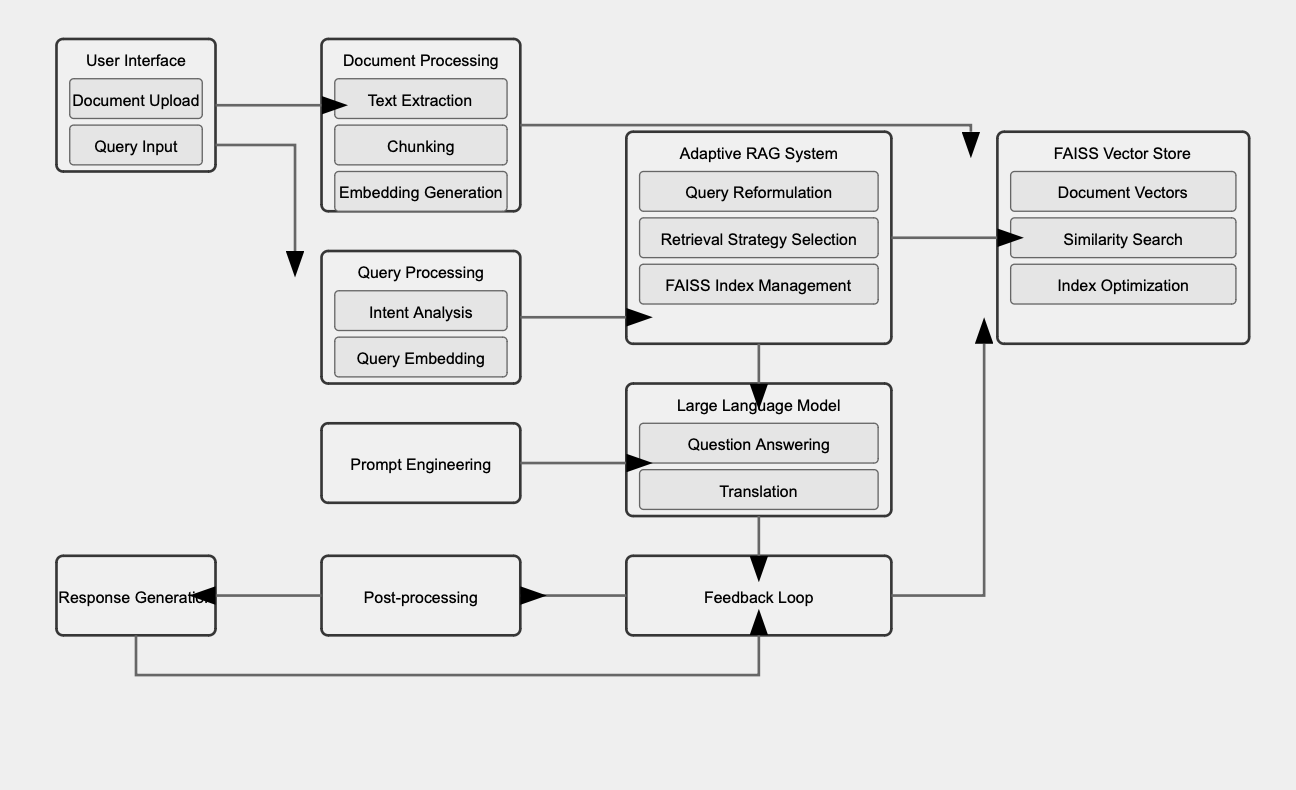 User Interface
Document Upload
Query Input
Document Processing
Text Extraction
Chunking
Embedding Generation
Adaptive RAG System
Query Reformulation
Retrieval Strategy Selection
FAISS Index Management
FAISS Vector Store
Document Vectors
Similarity Search
Index Optimization
Query Processing
Intent Analysis
Query Embedding
Large Language Model
Question Answering
Translation
Prompt Engineering
Response Generation
Post-processing
Feedback Loop